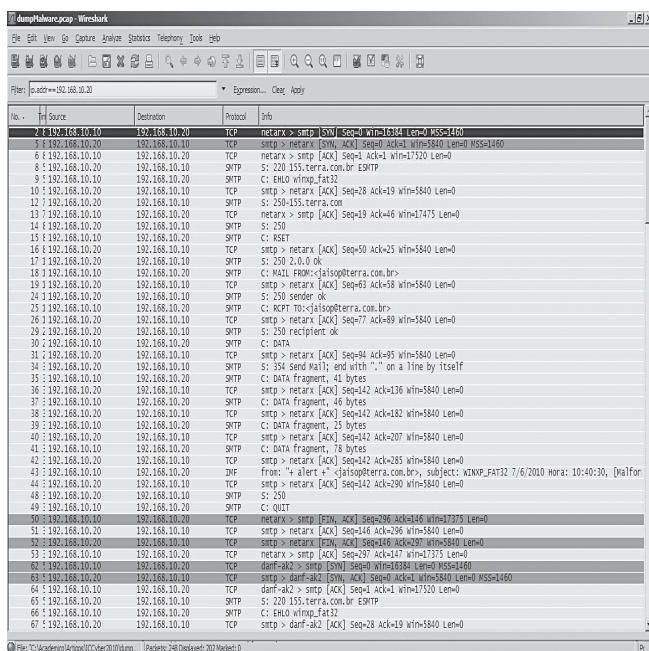 dumpMalware.pcap - Wireshark
File Edit View Go Capture Analyze Statistics Telephony Tools Help
Filter: ip.addr==192.168.10.20 Expression... Clear Apply
No. . Source Destination Protocol Info
2 192.168.10.10 192.168.10.20 TCP netarx > smtp [SYN] Seq=0 Win=16384 Len=0 MSS=1460
5 192.168.10.20 192.168.10.10 TCP smtp > netarx [SYN, ACK] Seq=0 Ack=1 Win=5840 Len=0 MSS=1460
6 192.168.10.10 192.168.10.20 TCP netarx > smtp [ACK] Seq=1 Ack=1 Win=17520 Len=0
8 192.168.10.20 192.168.10.10 SMTP S: 220 155.terra.com.br ESMTP
9 192.168.10.10 192.168.10.20 SMTP C: EHLO winxp_fat32
10 192.168.10.20 192.168.10.10 TCP smtp > netarx [ACK] Seq=28 Ack=19 Win=5840 Len=0
12 192.168.10.20 192.168.10.10 SMTP S: 250-155.terra.com
13 192.168.10.10 192.168.10.20 TCP netarx > smtp [ACK] Seq=19 Ack=46 Win=17475 Len=0
14 192.168.10.20 192.168.10.10 SMTP S: 250
15 192.168.10.10 192.168.10.20 SMTP C: RSET
16 192.168.10.20 192.168.10.10 TCP smtp > netarx [ACK] Seq=50 Ack=25 Win=5840 Len=0
17 192.168.10.20 192.168.10.10 SMTP S: 250 2.0.0 Ok
18 192.168.10.10 192.168.10.20 SMTP C: MAIL FROM:<jaisop@terra.com.br>
19 192.168.10.20 192.168.10.10 TCP smtp > netarx [ACK] Seq=63 Ack=58 Win=5840 Len=0
24 192.168.10.20 192.168.10.10 SMTP S: 250 sender ok
25 192.168.10.10 192.168.10.20 SMTP C: RCPT TO:<jaisop@terra.com.br>
26 192.168.10.20 192.168.10.10 TCP smtp > netarx [ACK] Seq=77 Ack=89 Win=5840 Len=0
29 192.168.10.20 192.168.10.10 SMTP S: 250 recipient ok
30 192.168.10.10 192.168.10.20 SMTP C: DATA
31 192.168.10.20 192.168.10.10 TCP smtp > netarx [ACK] Seq=94 Ack=95 Win=5840 Len=0
34 192.168.10.20 192.168.10.10 SMTP S: 354 Send Mail; end with "." on a line by itself
35 192.168.10.10 192.168.10.20 SMTP C: DATA fragment, 41 bytes
36 192.168.10.20 192.168.10.10 TCP smtp > netarx [ACK] Seq=142 Ack=136 Win=5840 Len=0
37 192.168.10.10 192.168.10.20 SMTP C: DATA fragment, 46 bytes
38 192.168.10.20 192.168.10.10 TCP smtp > netarx [ACK] Seq=142 Ack=182 Win=5840 Len=0
39 192.168.10.10 192.168.10.20 SMTP C: DATA fragment, 25 bytes
40 192.168.10.20 192.168.10.10 TCP smtp > netarx [ACK] Seq=142 Ack=207 Win=5840 Len=0
41 192.168.10.10 192.168.10.20 SMTP C: DATA fragment, 78 bytes
42 192.168.10.20 192.168.10.10 TCP smtp > netarx [ACK] Seq=142 Ack=285 Win=5840 Len=0
43 192.168.10.10 192.168.10.20 IMF from: "+ alert +" <jaisop@terra.com.br>, subject: WINXP_FAT32 7/6/2010 Hora: 10:40:30, [Malfor
44 192.168.10.20 192.168.10.10 TCP smtp > netarx [ACK] Seq=142 Ack=290 Win=5840 Len=0
48 192.168.10.20 192.168.10.10 SMTP S: 250
49 192.168.10.10 192.168.10.20 SMTP C: QUIT
50 192.168.10.10 192.168.10.20 TCP netarx > smtp [FIN, ACK] Seq=296 Ack=146 Win=17375 Len=0
51 192.168.10.20 192.168.10.10 TCP smtp > netarx [ACK] Seq=146 Ack=296 Win=5840 Len=0
52 192.168.10.20 192.168.10.10 TCP smtp > netarx [FIN, ACK] Seq=146 Ack=297 Win=5840 Len=0
53 192.168.10.10 192.168.10.20 TCP netarx > smtp [ACK] Seq=297 Ack=147 Win=17375 Len=0
62 192.168.10.10 192.168.10.20 TCP danf-ak2 > smtp [SYN] Seq=0 Win=16384 Len=0 MSS=1460
63 192.168.10.20 192.168.10.10 TCP smtp > danf-ak2 [SYN, ACK] Seq=0 Ack=1 Win=5840 Len=0 MSS=1460
64 192.168.10.10 192.168.10.20 TCP danf-ak2 > smtp [ACK] Seq=1 Ack=1 Win=17520 Len=0
65 192.168.10.20 192.168.10.10 SMTP S: 220 155.terra.com.br ESMTP
66 192.168.10.10 192.168.10.20 SMTP C: EHLO winxp_fat32
67 192.168.10.20 192.168.10.10 TCP smtp > danf-ak2 [ACK] Seq=28 Ack=19 Win=5840 Len=0
File: "C:\Academico\Artigos\ICCyber2010\dump... Packets: 248 Displayed: 202 Marked: 0 Pr